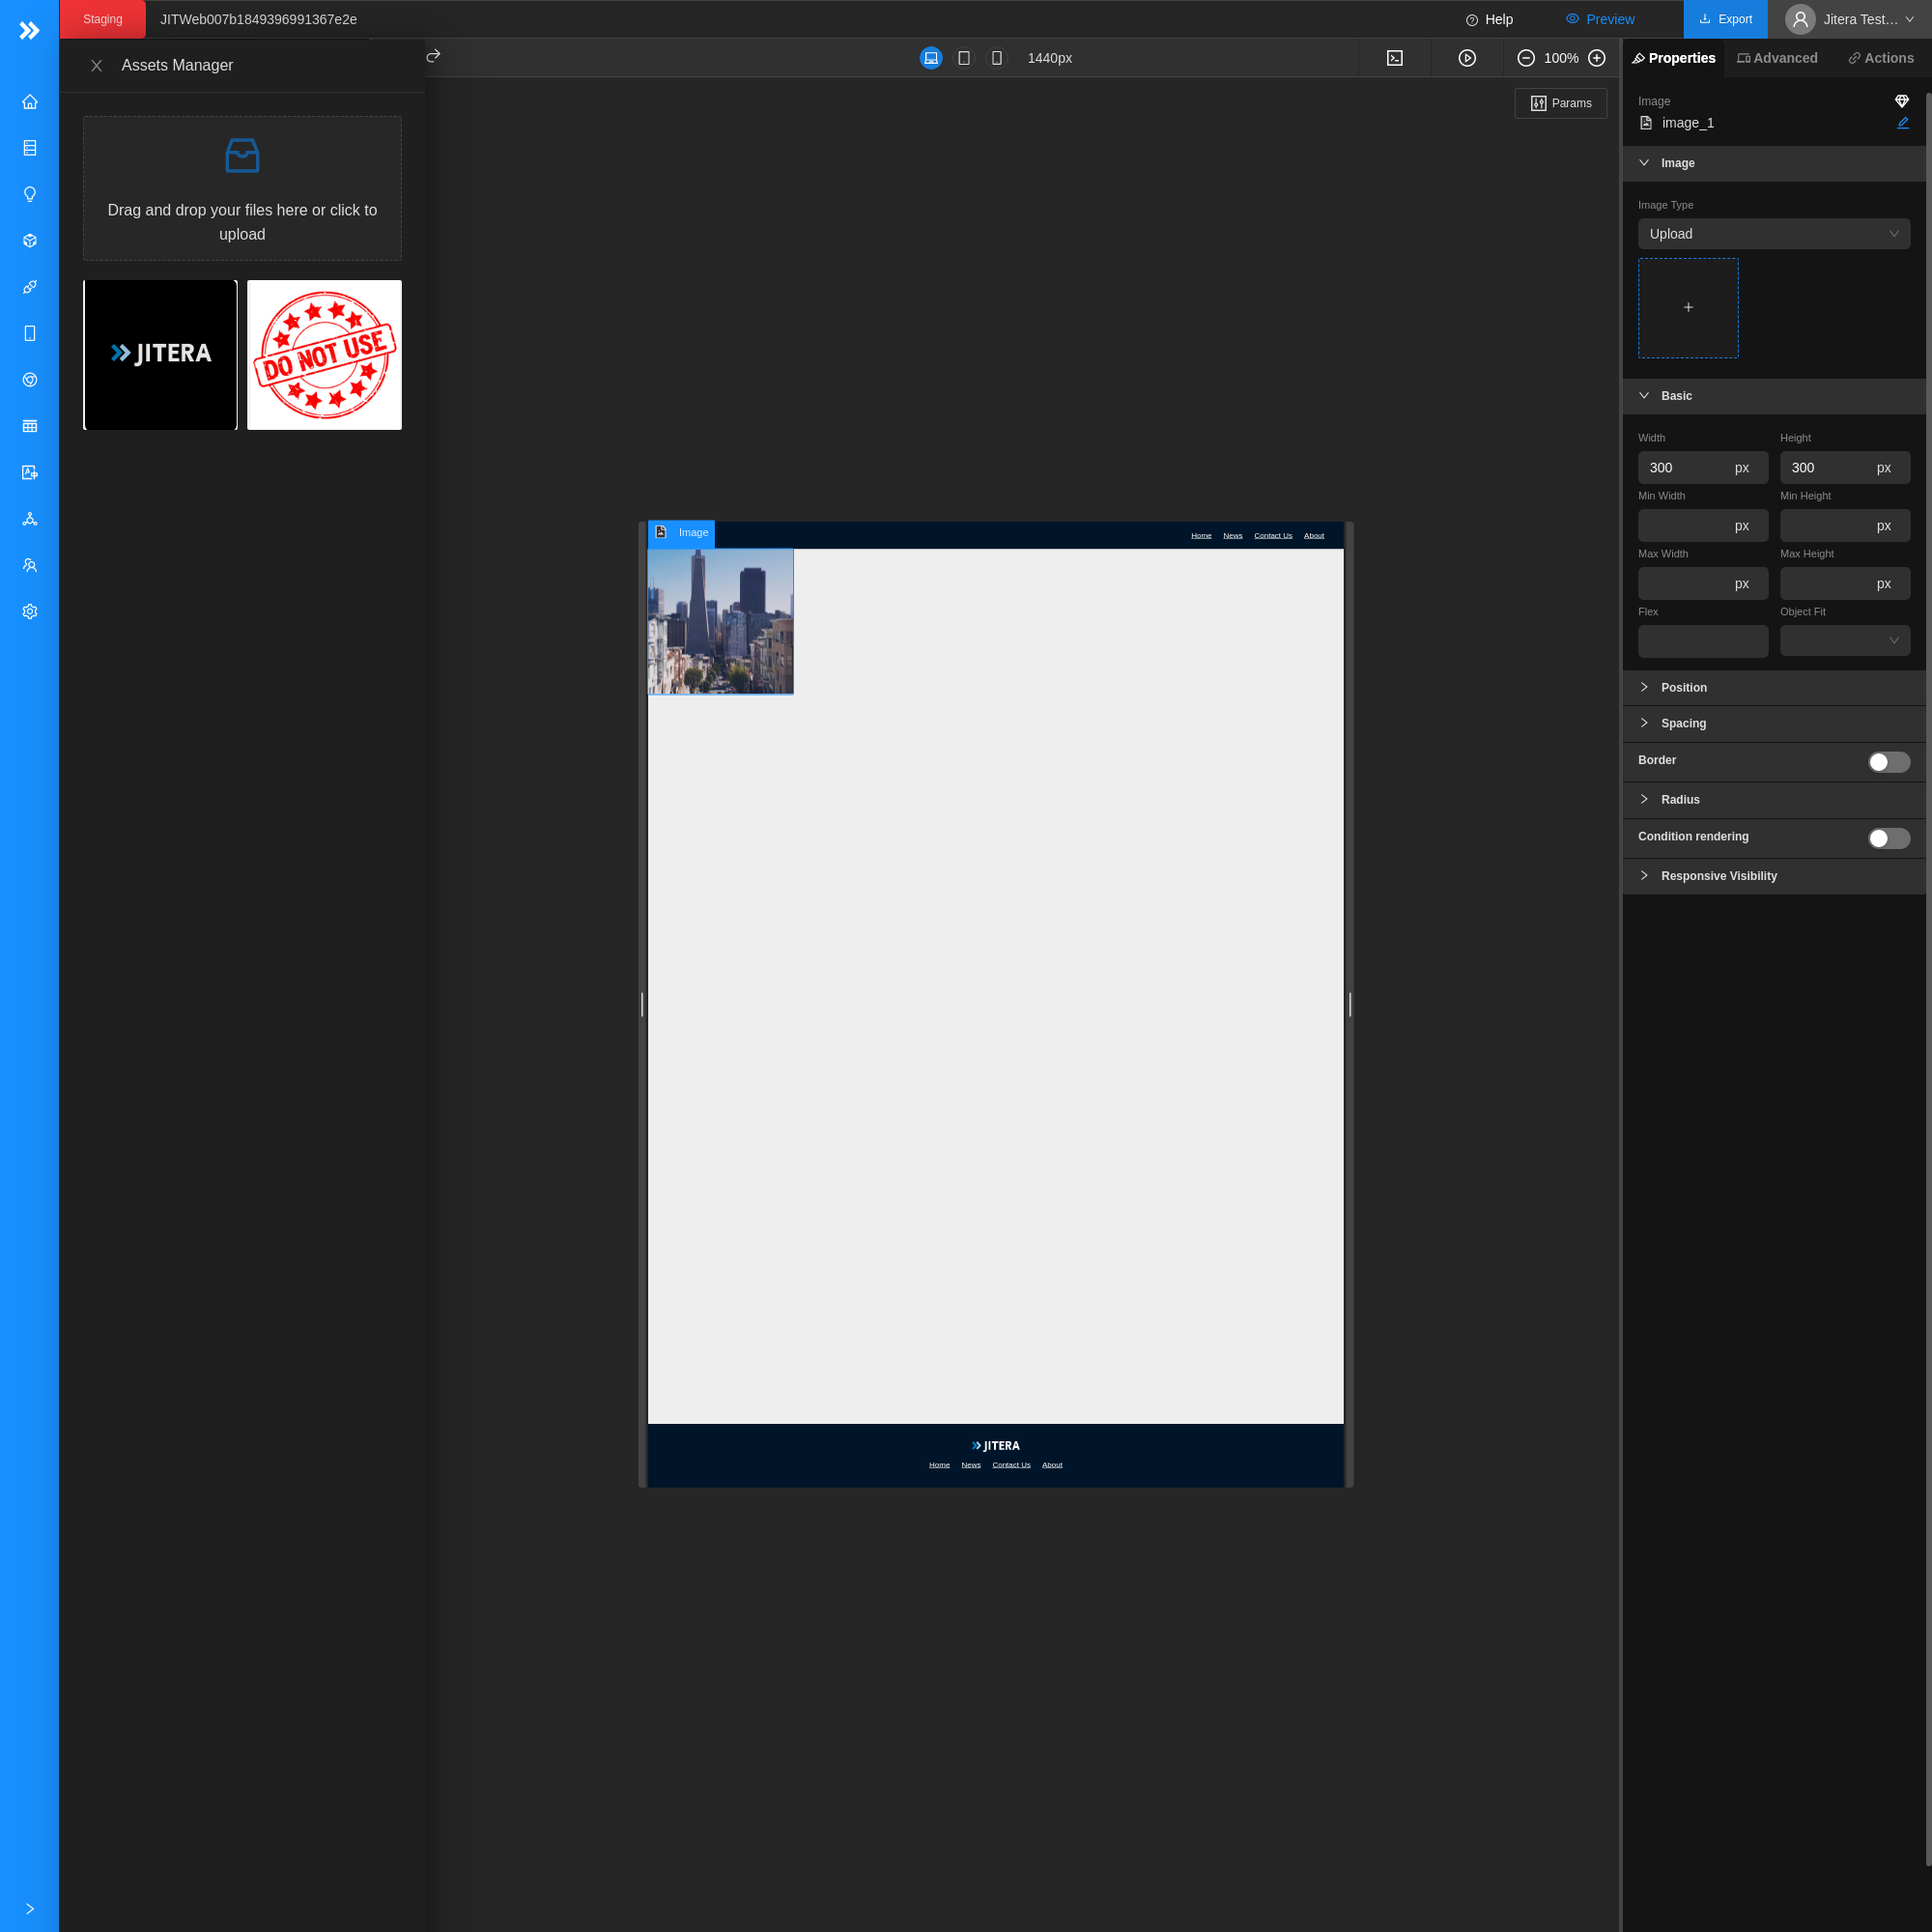 Staging
JITWeb007b1849396991367e2e
Help
Preview
Export
Jitera Test...
Assets Manager
1440px
100%
Properties
Advanced
Actions
Params
Drag and drop your files here or click to
upload
JITERA
DO NOT USE
Image
image_1
Image
Image Type
Upload
Basic
Width
Height
300 px
300 px
Min Width
Min Height
px
px
Max Width
Max Height
px
px
Flex
Object Fit
Position
Spacing
Border
Radius
Condition rendering
Responsive Visibility
Image
Home News Contact Us About
JITERA
Home News Contact Us About